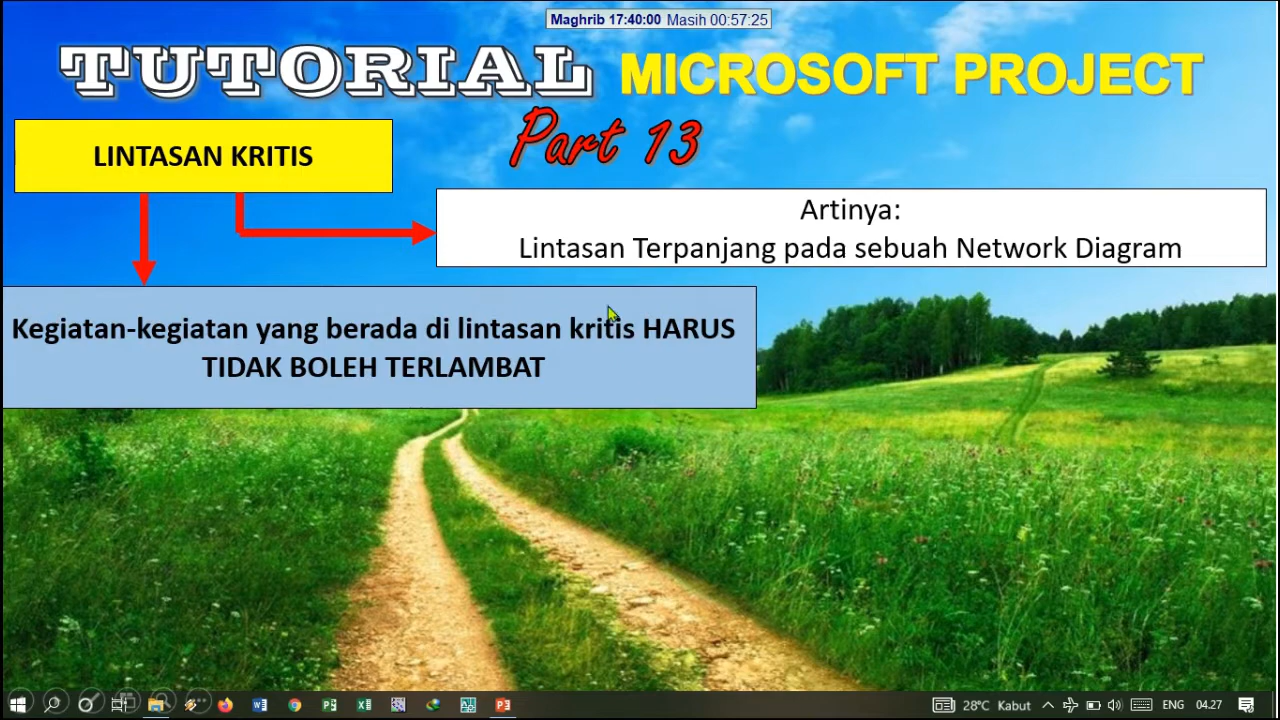 Maghrib 17:40:00 Masih 00:57:25
TUTORIAL MICROSOFT PROJECT
Part 13
LINTASAN KRITIS
Artinya:
Lintasan Terpanjang pada sebuah Network Diagram
Kegiatan-kegiatan yang berada di lintasan kritis HARUS
TIDAK BOLEH TERLAMBAT
28°C Kabut ENG 04.27